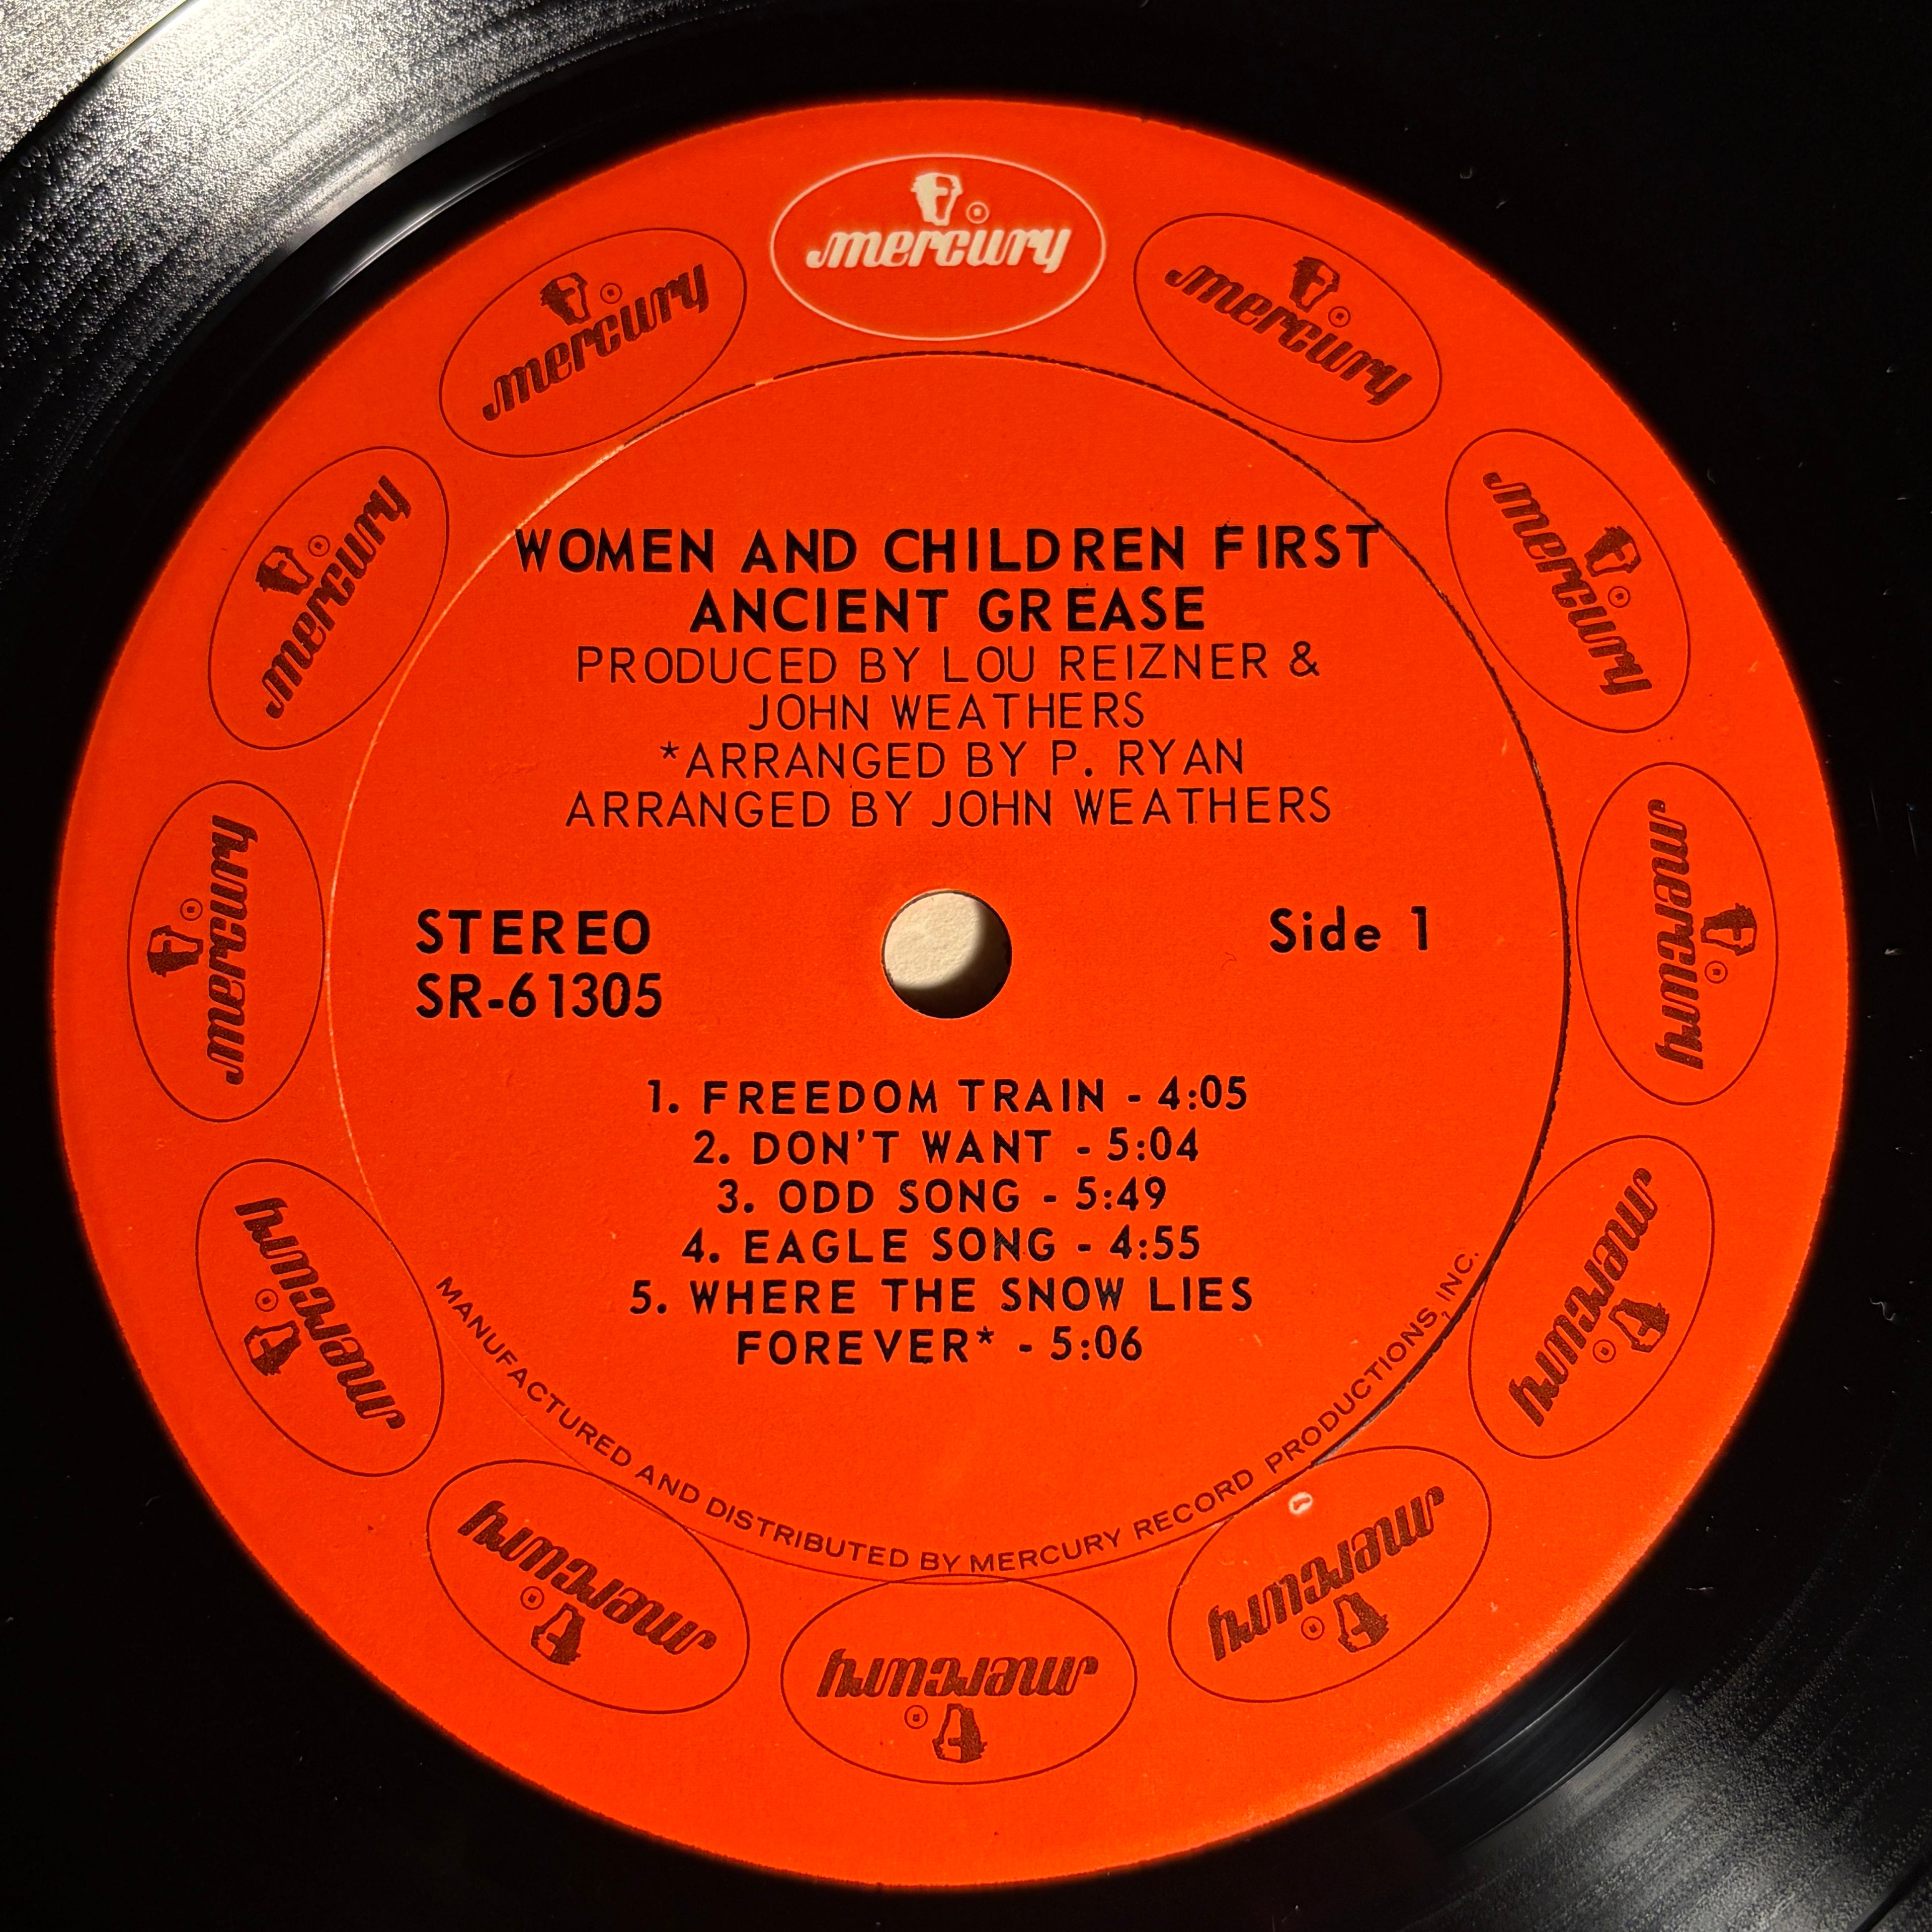 mercury
mercury
mercury
mercury
mercury
mercury
mercury
mercury
mercury
mercury
mercury
mercury
WOMEN AND CHILDREN FIRST
ANCIENT GREASE
PRODUCED BY LOU REIZNER &
JOHN WEATHERS
*ARRANGED BY P. RYAN
ARRANGED BY JOHN WEATHERS
STEREO
SR-61305
Side 1
1. FREEDOM TRAIN - 4:05
2. DON'T WANT - 5:04
3. ODD SONG - 5:49
4. EAGLE SONG - 4:55
5. WHERE THE SNOW LIES
FOREVER* - 5:06
MANUFACTURED AND DISTRIBUTED BY MERCURY RECORD PRODUCTIONS, INC.